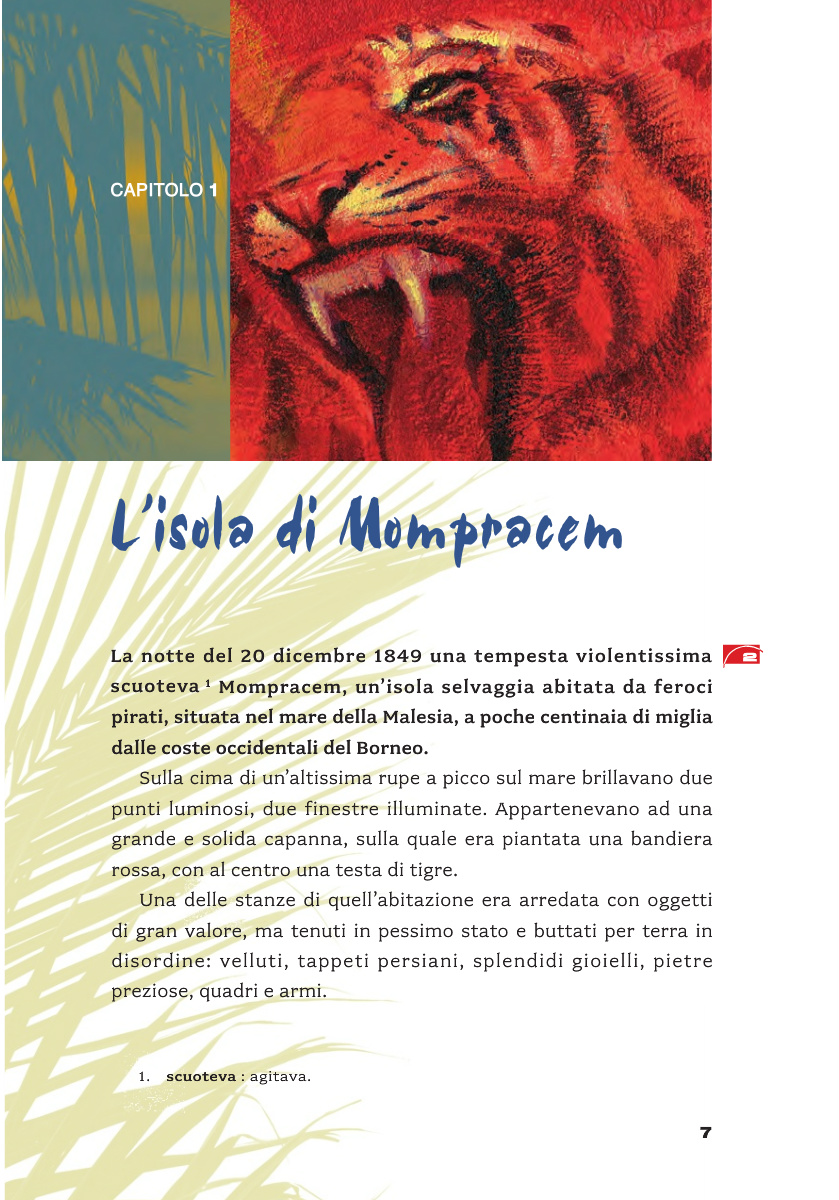 CAPITOLO 1
L'isola di Mompracem
La notte del 20 dicembre 1849 una tempesta violentissima
scuoteva ¹ Mompracem, un'isola selvaggia abitata da feroci
pirati, situata nel mare della Malesia, a poche centinaia di miglia
dalle coste occidentali del Borneo.
2
Sulla cima di un'altissima rupe a picco sul mare brillavano due
punti luminosi, due finestre illuminate. Appartenevano ad una
grande e solida capanna, sulla quale era piantata una bandiera
rossa, con al centro una testa di tigre.
Una delle stanze di quell'abitazione era arredata con oggetti
di gran valore, ma tenuti in pessimo stato e buttati per terra in
disordine: velluti, tappeti persiani, splendidi gioielli, pietre
preziose, quadri e armi.
1. scuoteva : agitava.
7